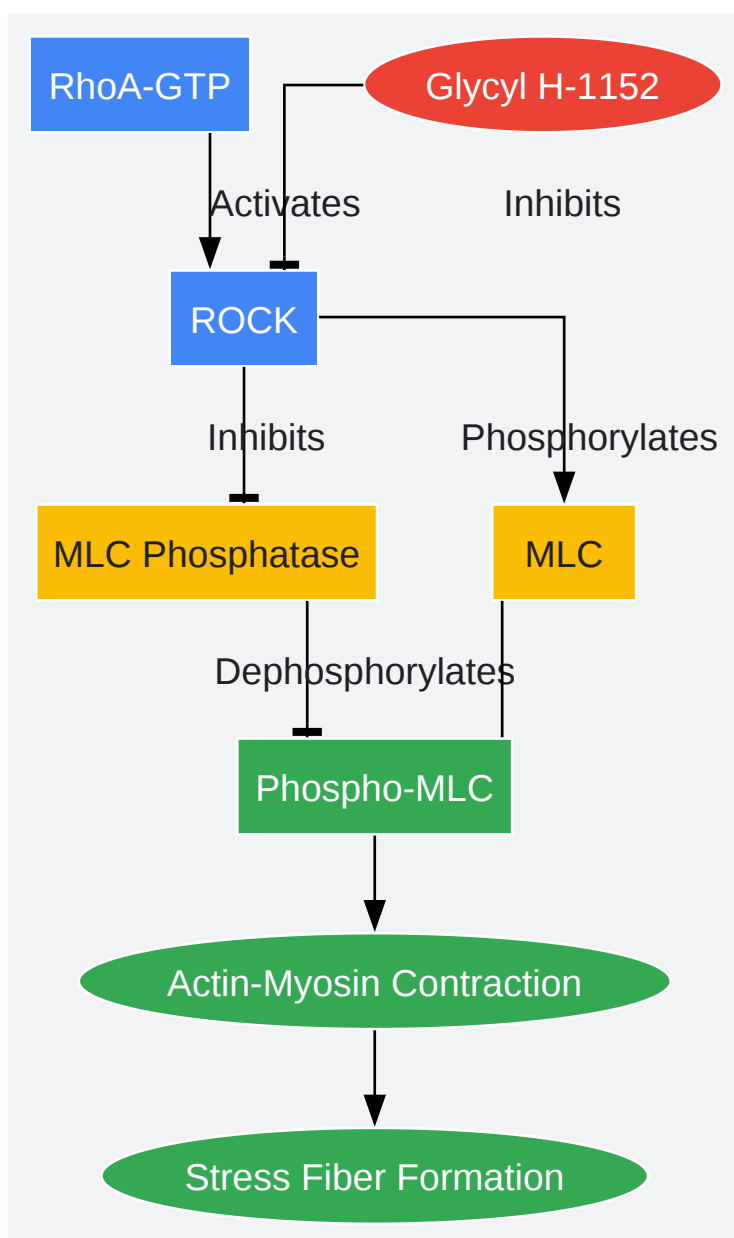 RhoA-GTP
Glycyl H-1152
Activates
Inhibits
ROCK
Inhibits
Phosphorylates
MLC Phosphatase
MLC
Dephosphorylates
Phospho-MLC
Actin-Myosin Contraction
Stress Fiber Formation